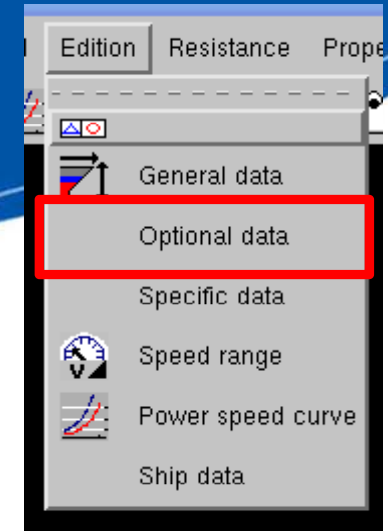 Edition Resistance Prope
General data
Optional data
Specific data
V
Speed range
Power speed curve
Ship data